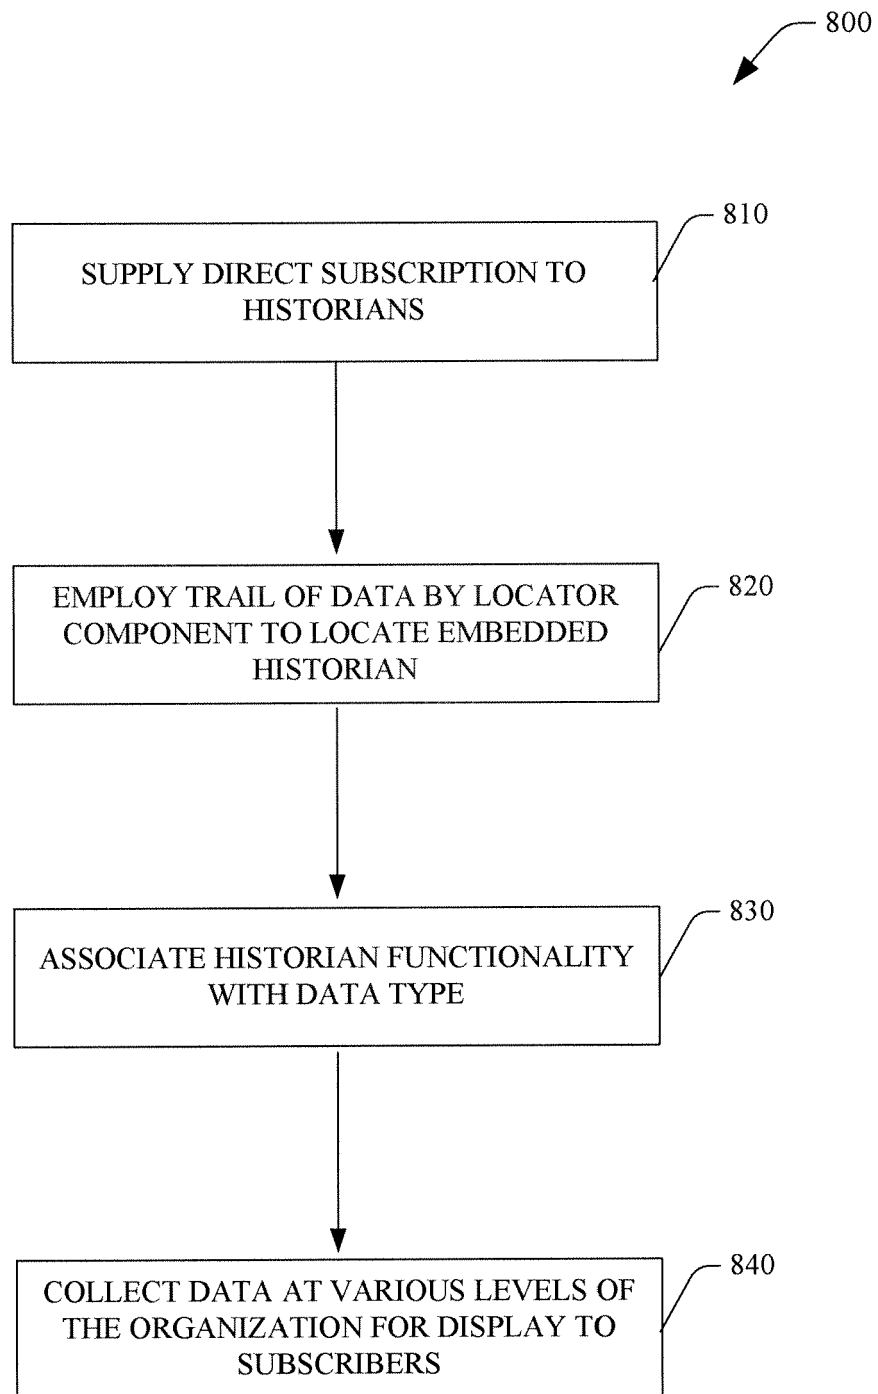 800
810
SUPPLY DIRECT SUBSCRIPTION TO
HISTORIANS
820
EMPLOY TRAIL OF DATA BY LOCATOR
COMPONENT TO LOCATE EMBEDDED
HISTORIAN
830
ASSOCIATE HISTORIAN FUNCTIONALITY
WITH DATA TYPE
840
COLLECT DATA AT VARIOUS LEVELS OF
THE ORGANIZATION FOR DISPLAY TO
SUBSCRIBERS